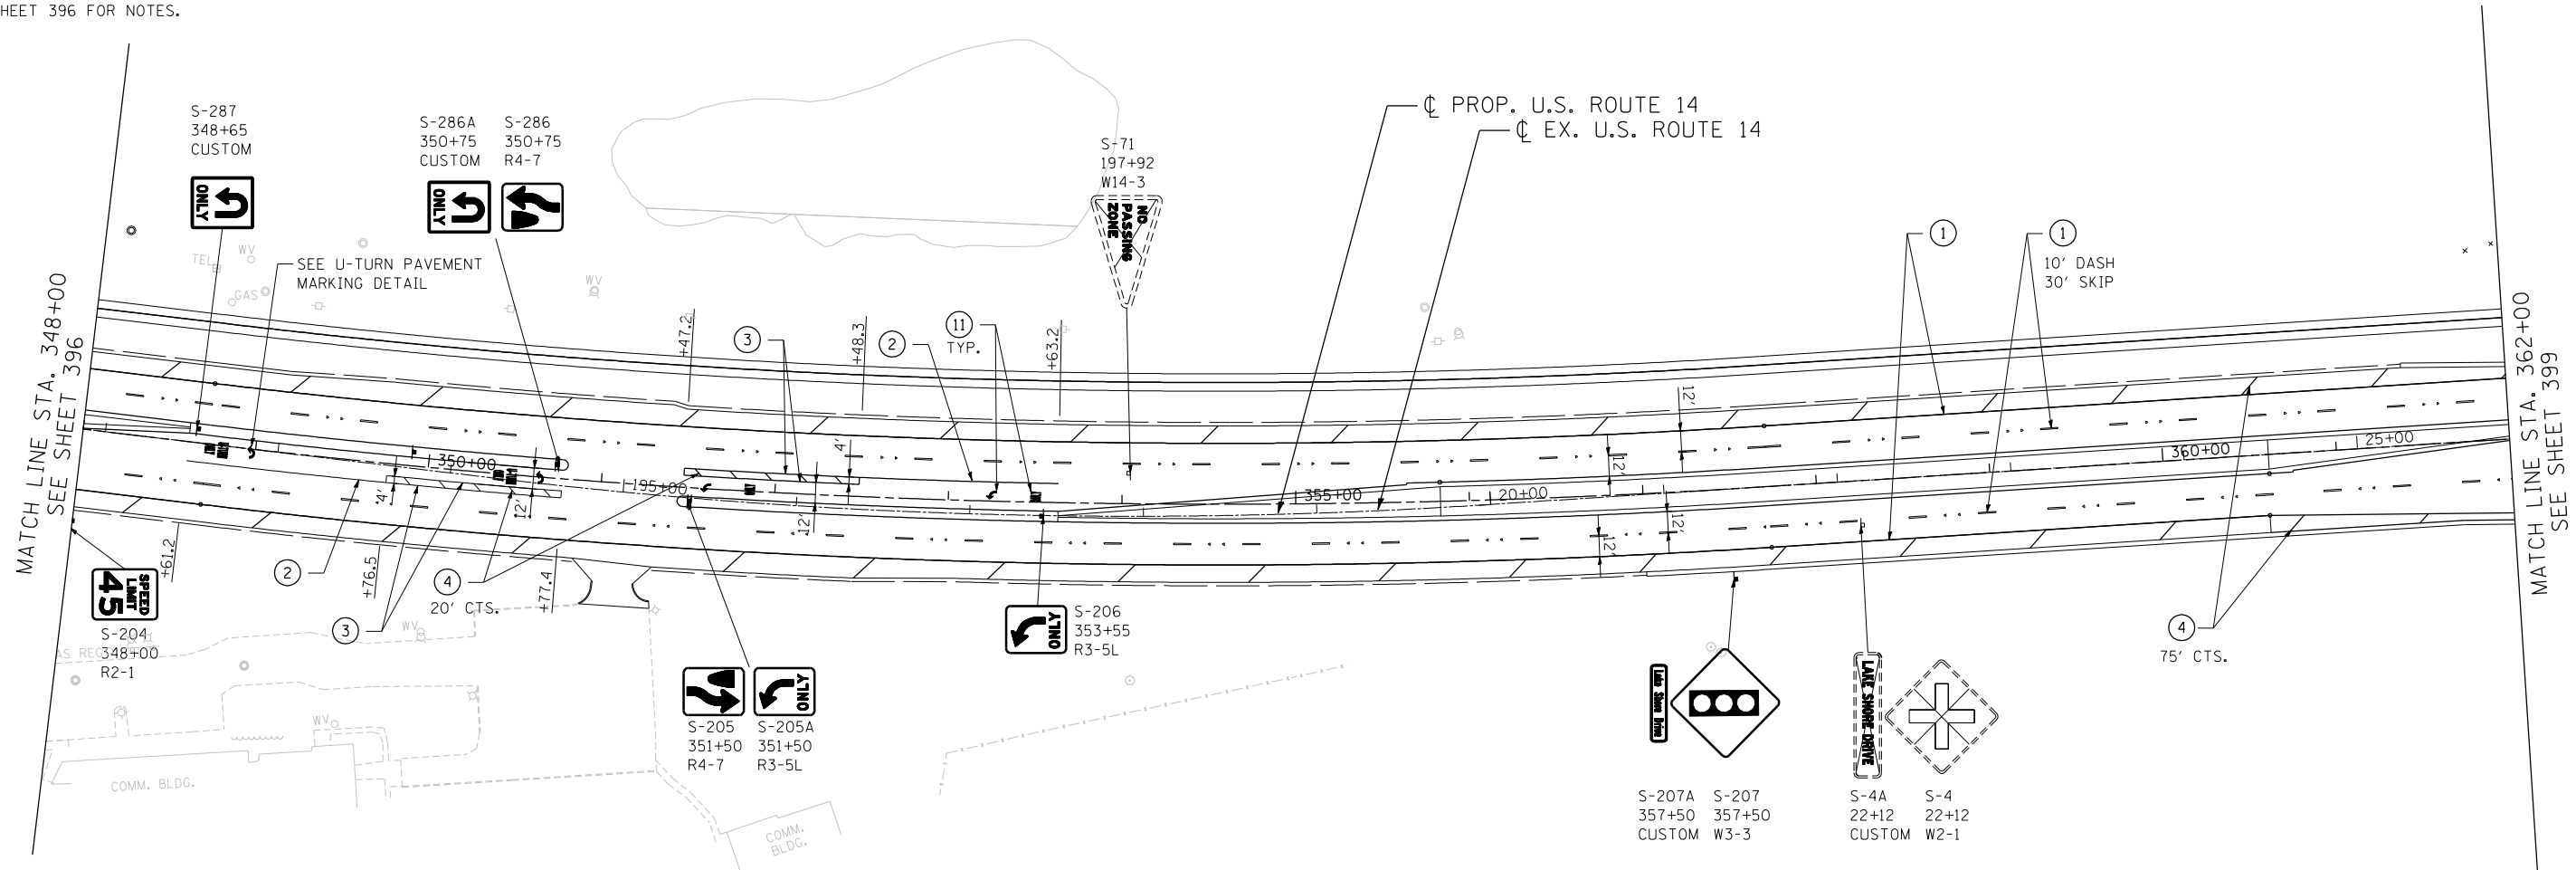 HEET 396 FOR NOTES.
S-287
348+65
CUSTOM
ONLY
S-286A
350+75
CUSTOM
ONLY
S-286
350+75
R4-7
SEE U-TURN PAVEMENT
MARKING DETAIL
TEL
WV
GAS
WV
S-71
197+92
W14-3
NO
PASSING
ZONE
℄ PROP. U.S. ROUTE 14
℄ EX. U.S. ROUTE 14
1
1
10' DASH
30' SKIP
MATCH LINE STA. 348+00
SEE SHEET 396
MATCH LINE STA. 362+00
SEE SHEET 399
+47.2
3
+48.3
2
11
TYP.
+63.2
12'
4'
350+00
195+00
12'
4'
12'
355+00
20+00
12'
12'
12'
360+00
25+00
+61.2
2
+76.5
3
4
20' CTS.
+77.4
SPEED
LIMIT
45
S-204
348+00
R2-1
AS REG
WV
WV
COMM. BLDG.
S-205
351+50
R4-7
ONLY
S-205A
351+50
R3-5L
ONLY
S-206
353+55
R3-5L
COMM.
BLDG.
Lake Shore Drive
S-207A
357+50
CUSTOM
S-207
357+50
W3-3
LAKE SHORE DRIVE
S-4A
22+12
CUSTOM
S-4
22+12
W2-1
4
75' CTS.